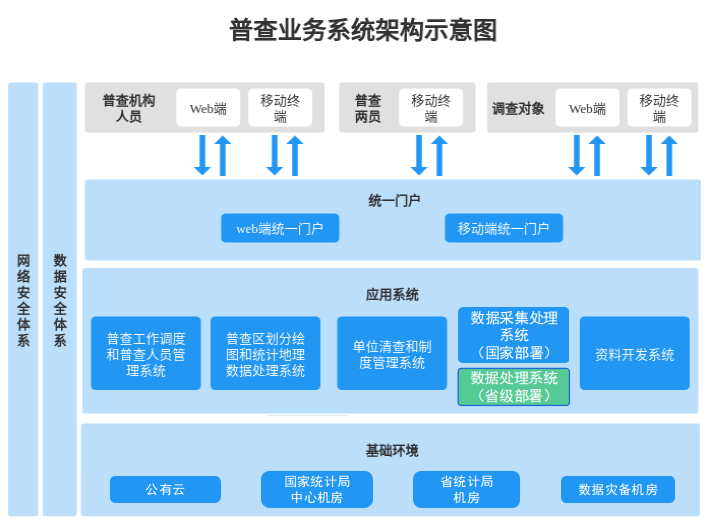 普查业务系统架构示意图
普查机构
人员
Web端
移动终
端
普查
两员
移动终
端
调查对象
Web端
移动终
端
网络安全体系
数据安全体系
统一门户
web端统一门户
移动端统一门户
应用系统
普查工作调度
和普查人员管
理系统
普查区划分绘
图和统计地理
数据处理系统
单位清查和制
度管理系统
数据采集处理
系统
（国家部署）
数据处理系统
（省级部署）
资料开发系统
基础环境
公有云
国家统计局
中心机房
省统计局
机房
数据灾备机房